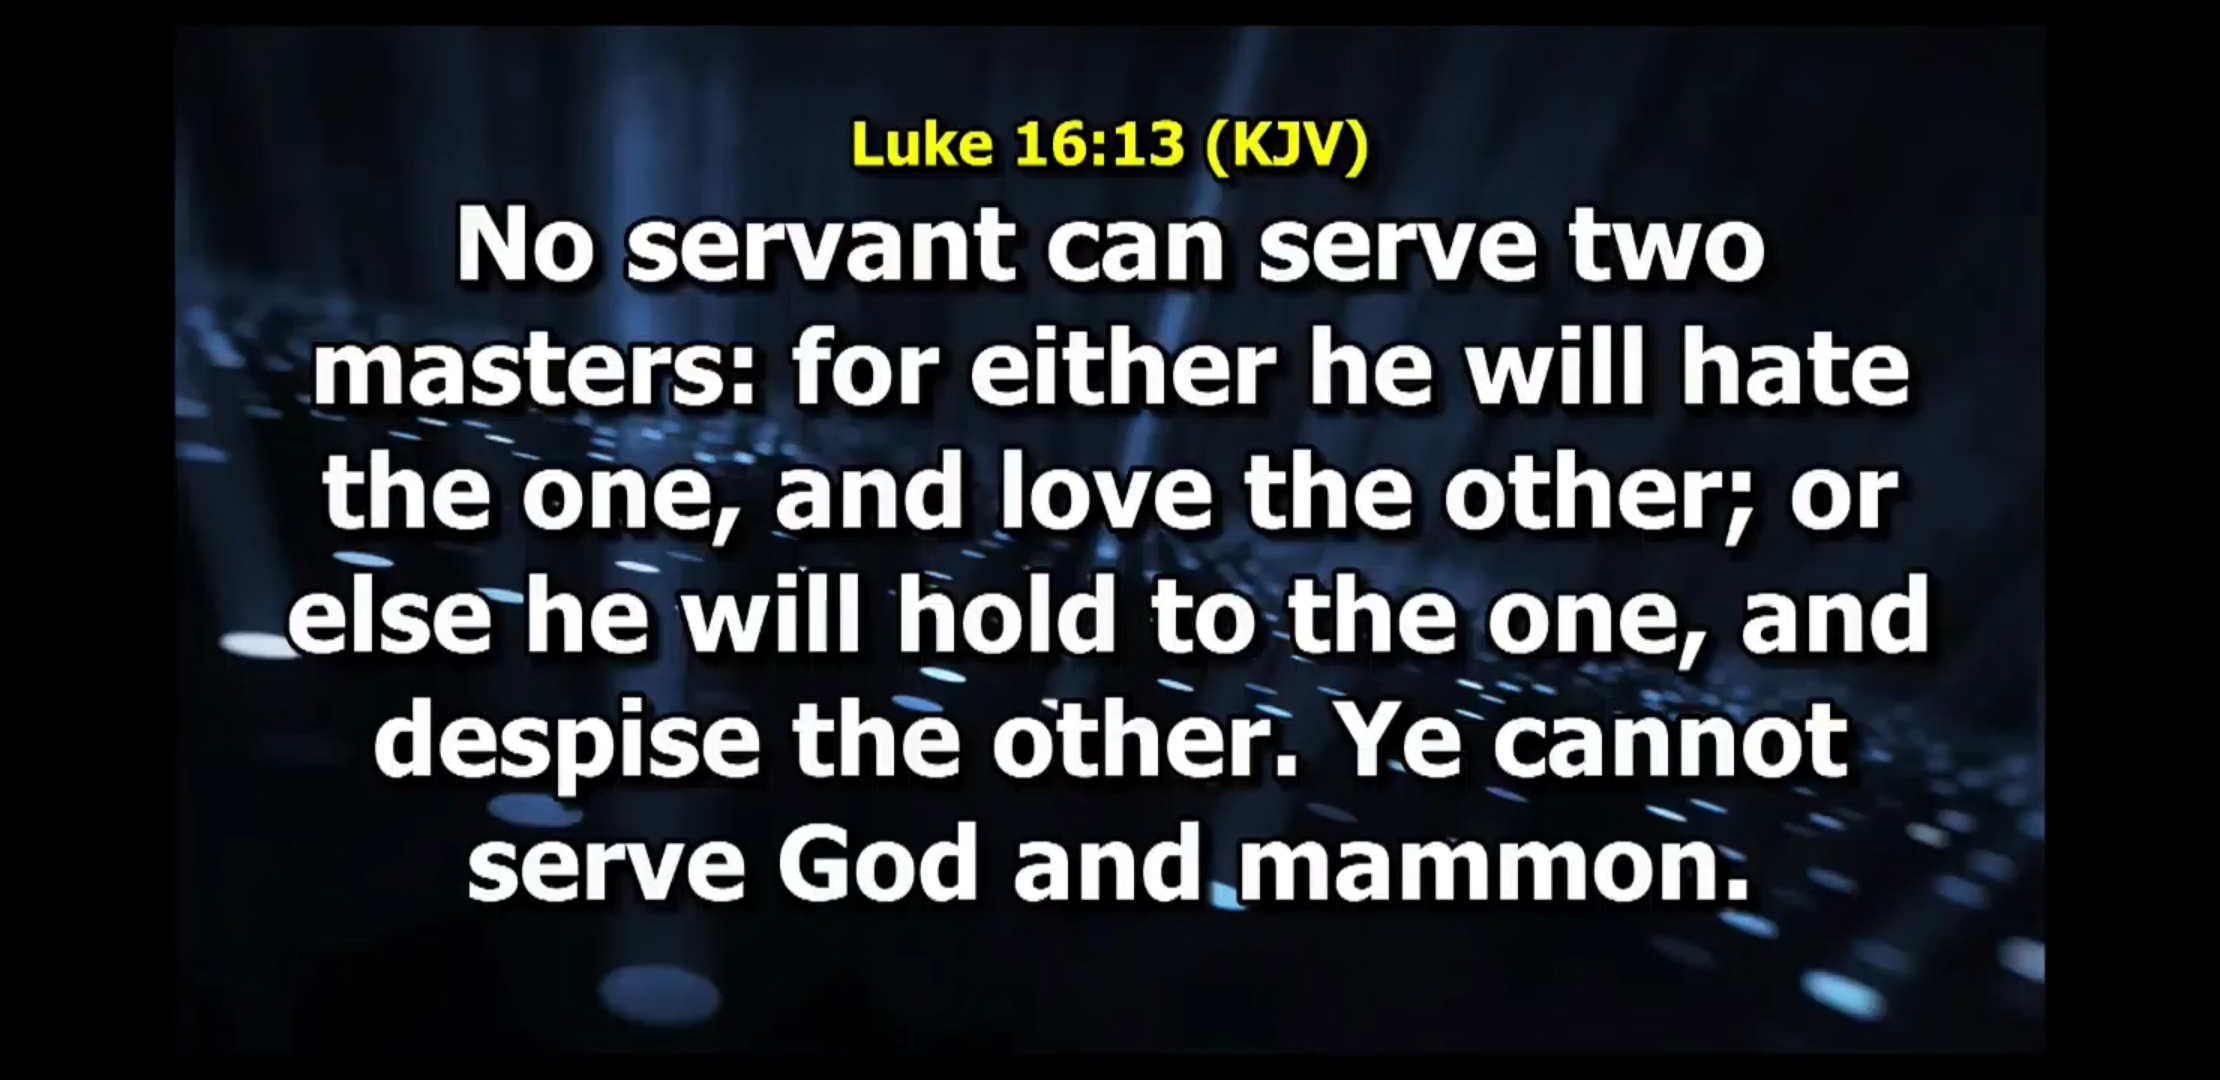 Luke 16:13 (KJV)
No servant can serve two
masters: for either he will hate
the one, and love the other; or
else he will hold to the one, and
despise the other. Ye cannot
serve God and mammon.